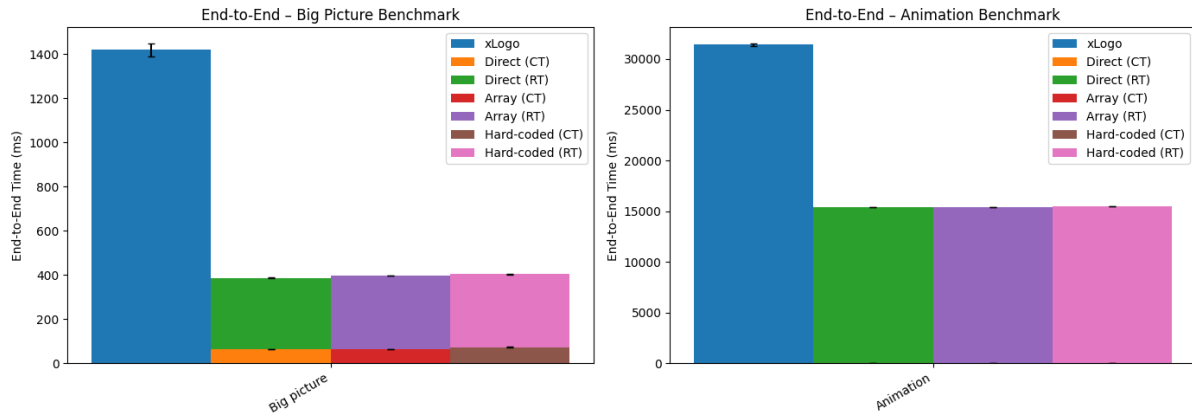 End-to-End – Big Picture Benchmark
End-to-End Time (ms)
1400
1200
1000
800
600
400
200
0
xLogo
Direct (CT)
Direct (RT)
Array (CT)
Array (RT)
Hard-coded (CT)
Hard-coded (RT)
Big picture
End-to-End – Animation Benchmark
End-to-End Time (ms)
30000
25000
20000
15000
10000
5000
0
xLogo
Direct (CT)
Direct (RT)
Array (CT)
Array (RT)
Hard-coded (CT)
Hard-coded (RT)
Animation